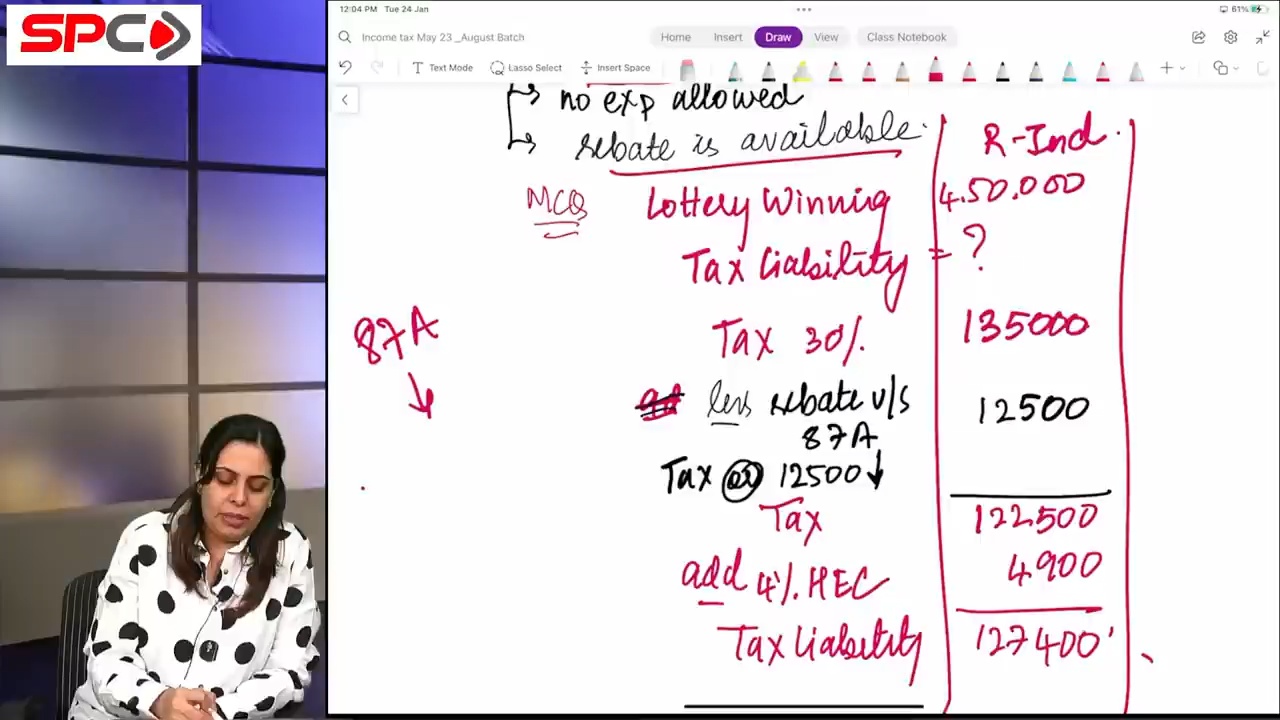 SPC
12:04 PM Tue 24 Jan
61%
Income tax May 23 _August Batch
Home Insert Draw View Class Notebook
Text Mode Lasso Select Insert Space
no exp allowed
rebate is available.
R-Ind.
MCQ Lottery Winning 4,50,000
Tax Liability = ?
Tax 30% 135000
87A
less rebate u/s 12500
87A
Tax or 12500
Tax 122500
add 4% HEC 4900
Tax Liability 127400